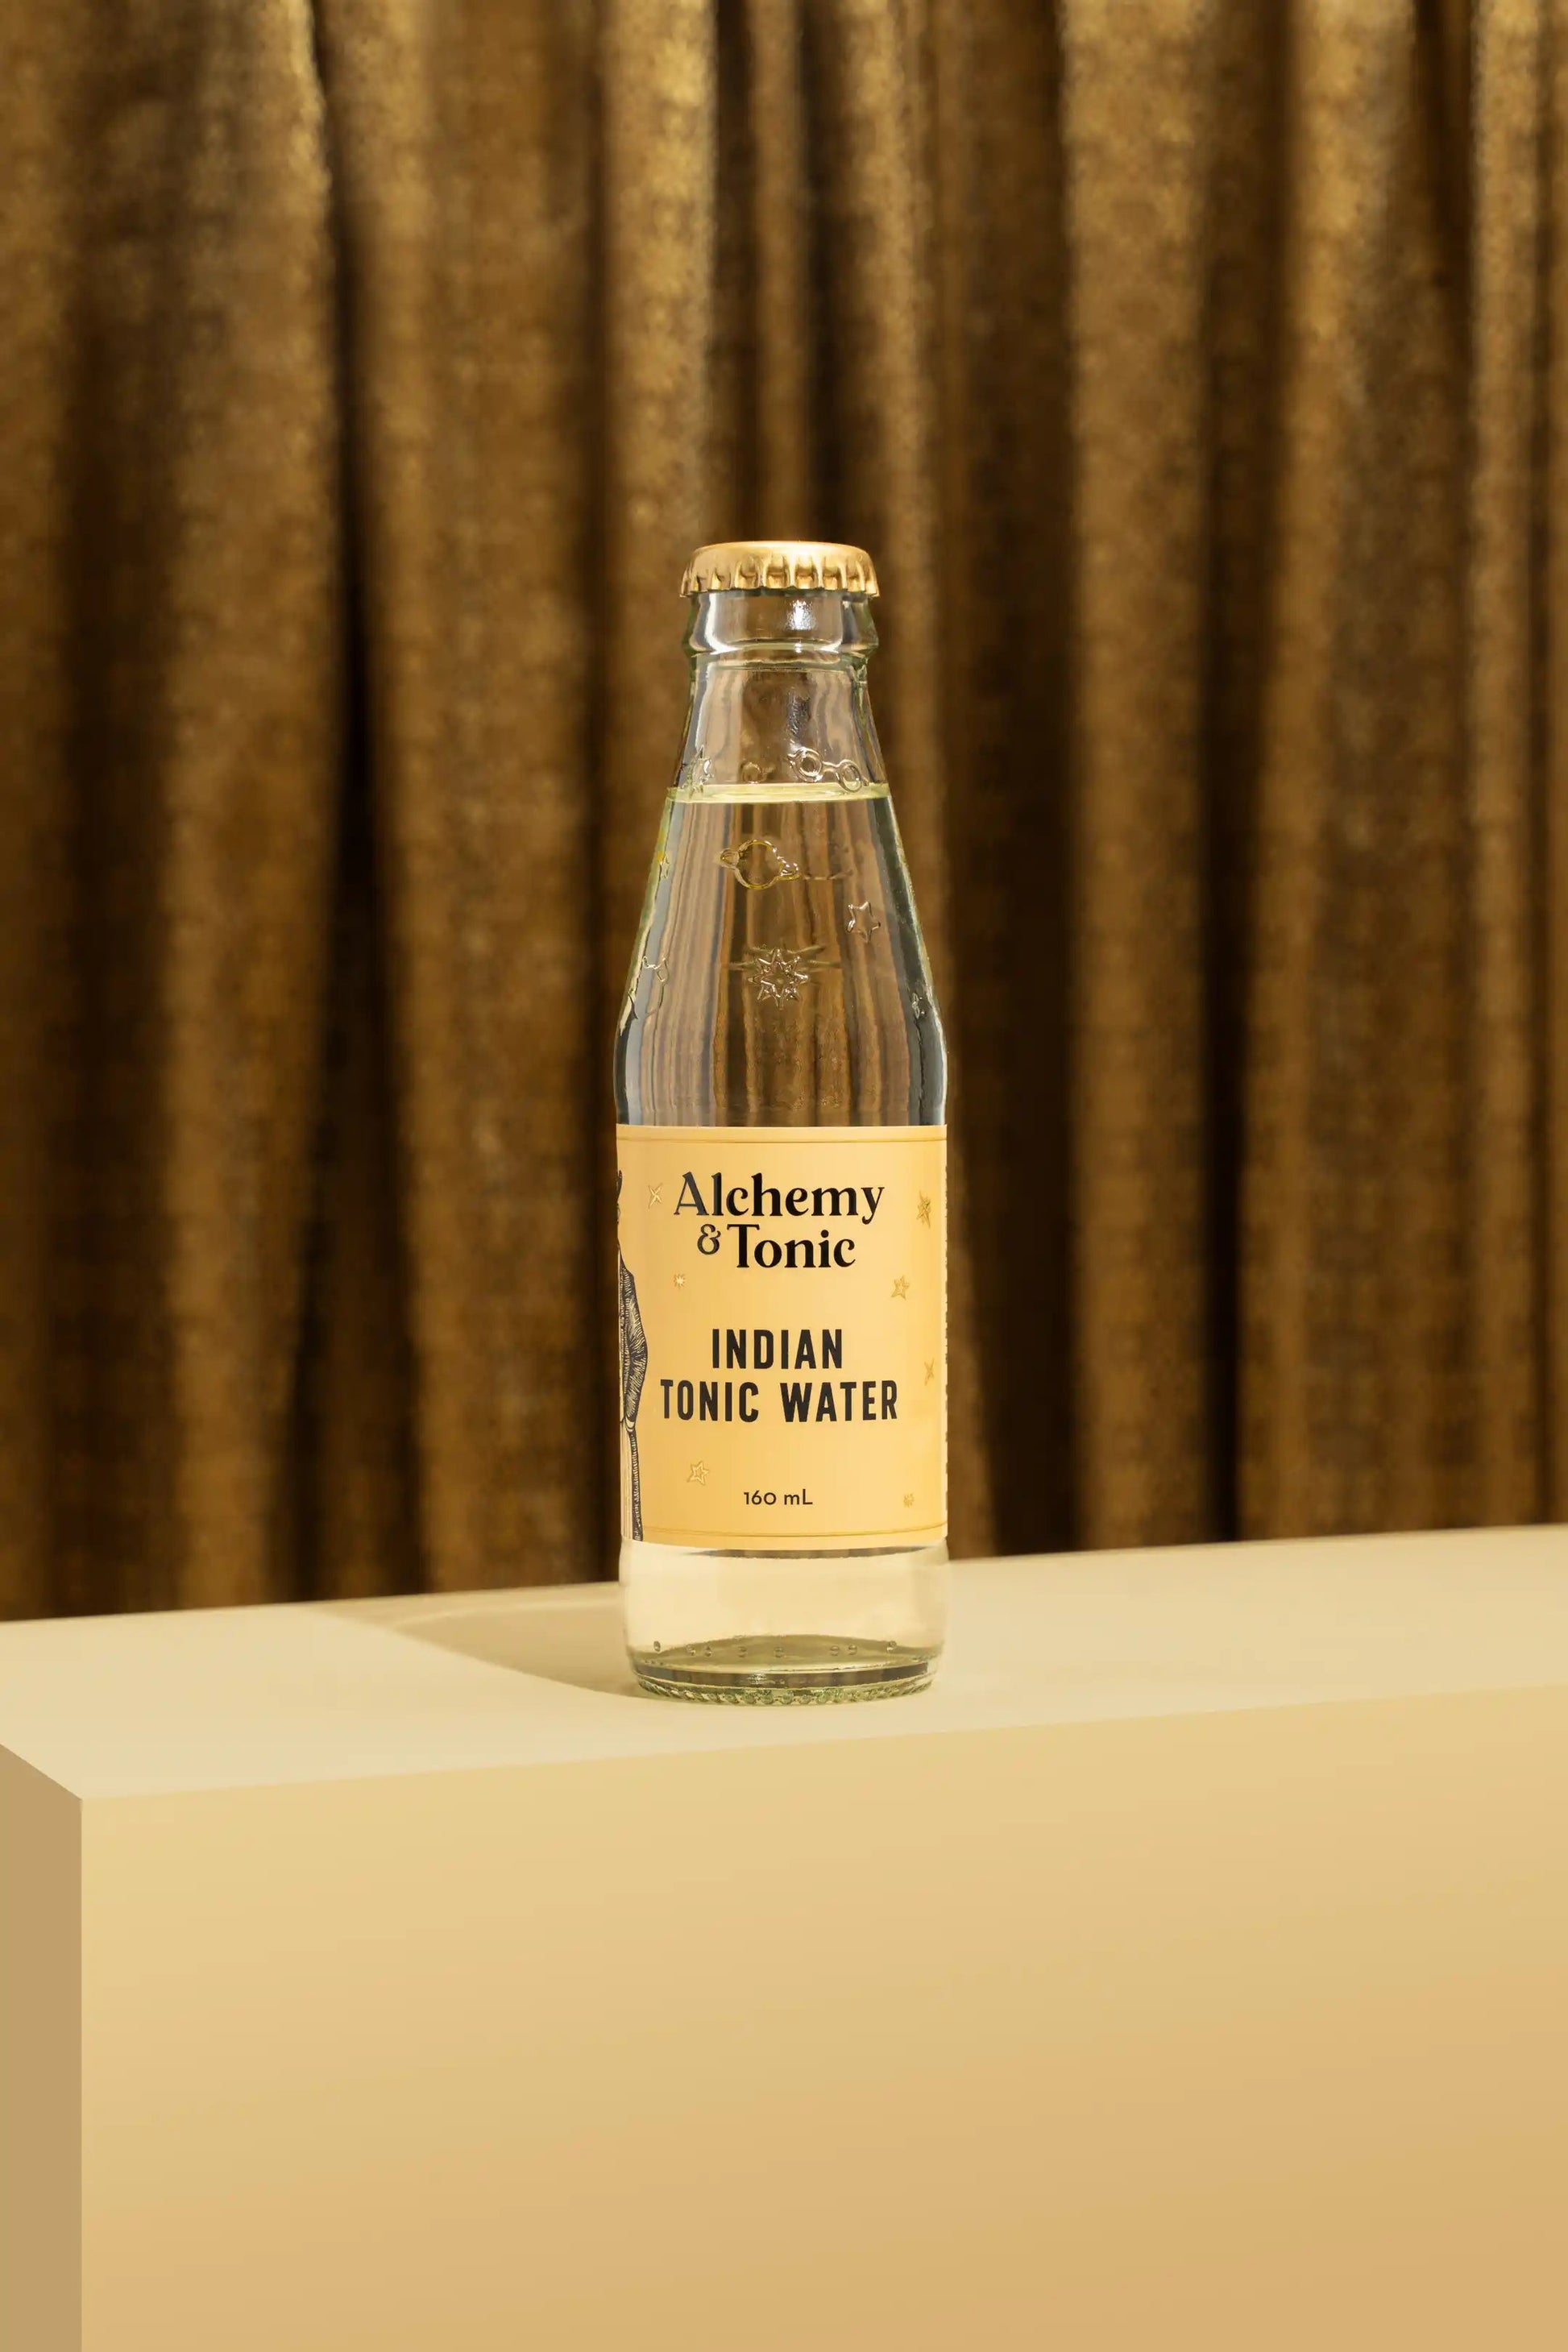 Alchemy
& Tonic
INDIAN
TONIC WATER
160 mL